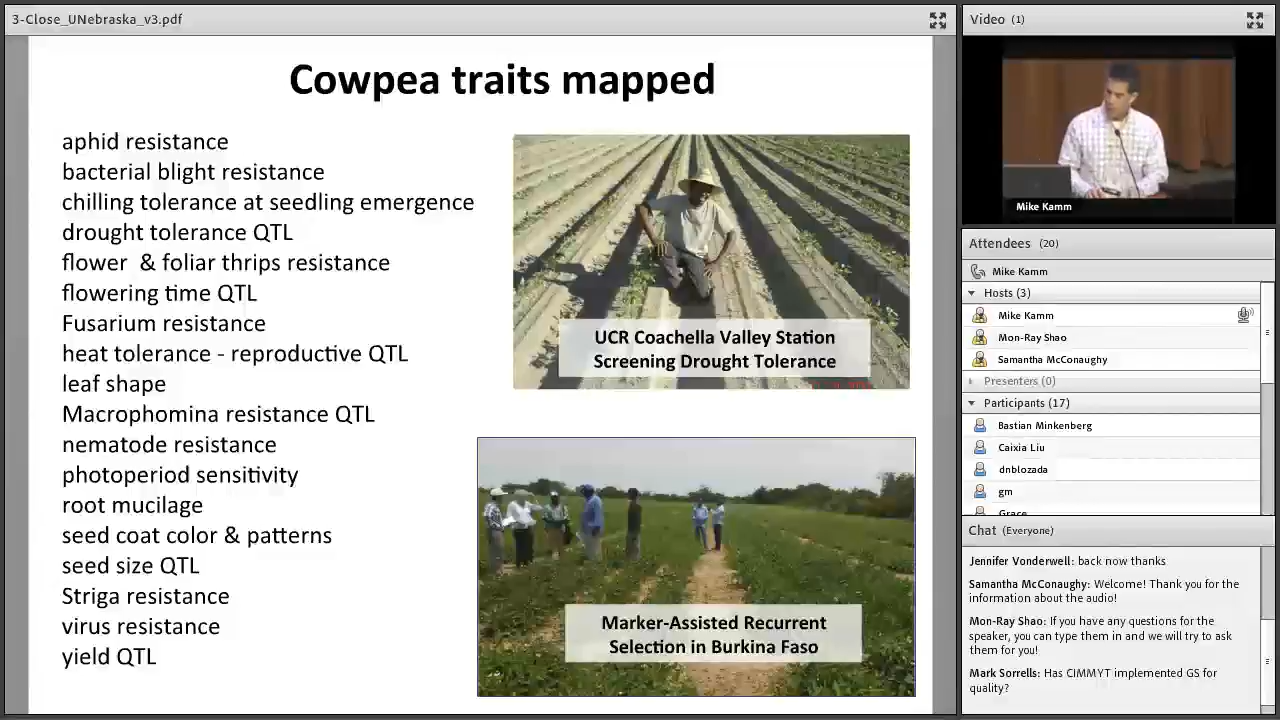 3-Close_UNebraska_v3.pdf
Cowpea traits mapped
aphid resistance
bacterial blight resistance
chilling tolerance at seedling emergence
drought tolerance QTL
flower & foliar thrips resistance
flowering time QTL
Fusarium resistance
heat tolerance - reproductive QTL
leaf shape
Macrophomina resistance QTL
nematode resistance
photoperiod sensitivity
root mucilage
seed coat color & patterns
seed size QTL
Striga resistance
virus resistance
yield QTL
UCR Coachella Valley Station
Screening Drought Tolerance
Marker-Assisted Recurrent
Selection in Burkina Faso
Video (1)
Mike Kamm
Attendees (20)
Mike Kamm
Hosts (3)
Mike Kamm
Mon-Ray Shao
Samantha McConaughy
Presenters (0)
Participants (17)
Bastian Minkenberg
Caixia Liu
dnblozada
gm
Grace
Chat (Everyone)
Jennifer Vonderwell: back now thanks
Samantha McConaughy: Welcome! Thank you for the
information about the audio!
Mon-Ray Shao: If you have any questions for the
speaker, you can type them in and we will try to ask
them for you!
Mark Sorrells: Has CIMMYT implemented GS for
quality?